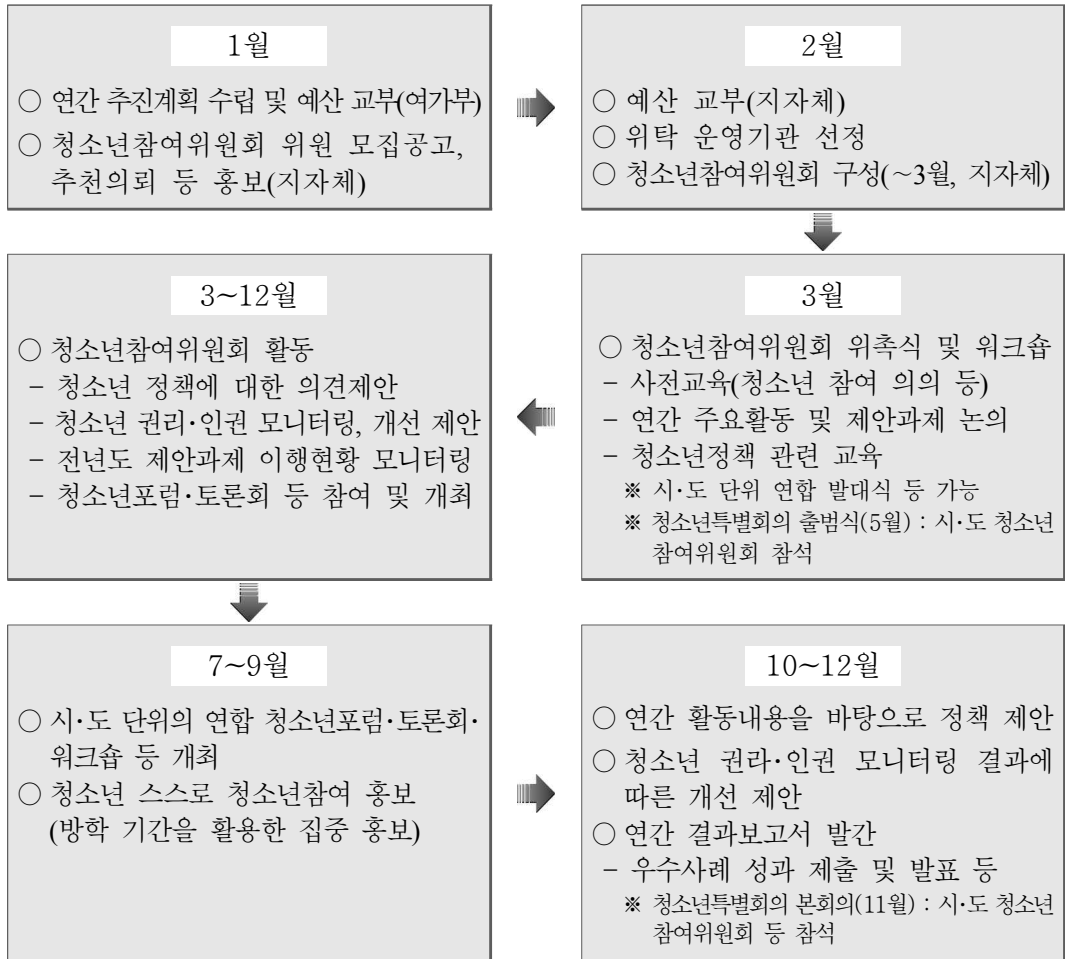 1월
○ 연간 추진계획 수립 및 예산 교부(여가부)
○ 청소년참여위원회 위원 모집공고,
추천의뢰 등 홍보(지자체)
2월
○ 예산 교부(지자체)
○ 위탁 운영기관 선정
○ 청소년참여위원회 구성(~3월, 지자체)
3월
○ 청소년참여위원회 위촉식 및 워크숍
- 사전교육(청소년 참여 의의 등)
- 연간 주요활동 및 제안과제 논의
- 청소년정책 관련 교육
※ 시·도 단위 연합 발대식 등 가능
※ 청소년특별회의 출범식(5월) : 시·도 청소년
참여위원회 참석
3~12월
○ 청소년참여위원회 활동
- 청소년 정책에 대한 의견제안
- 청소년 권리·인권 모니터링, 개선 제안
- 전년도 제안과제 이행현황 모니터링
- 청소년포럼·토론회 등 참여 및 개최
7~9월
○ 시·도 단위의 연합 청소년포럼·토론회·
워크숍 등 개최
○ 청소년 스스로 청소년참여 홍보
(방학 기간을 활용한 집중 홍보)
10~12월
○ 연간 활동내용을 바탕으로 정책 제안
○ 청소년 권라·인권 모니터링 결과에
따른 개선 제안
○ 연간 결과보고서 발간
- 우수사례 성과 제출 및 발표 등
※ 청소년특별회의 본회의(11월) : 시·도 청소년
참여위원회 등 참석